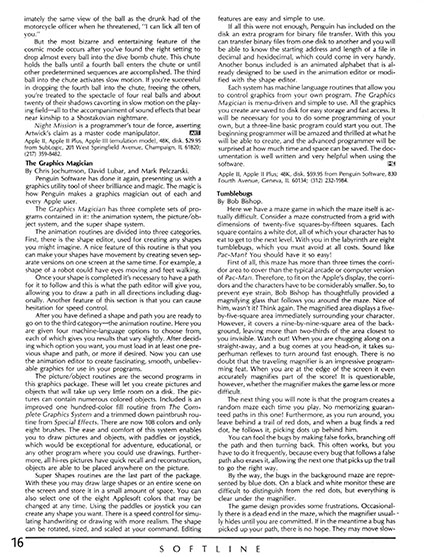 imately the same view of the ball as the drunk had of the
motorcycle officer when he threatened, "I can lick all ten of
you."
But the most bizarre and entertaining feature of the
cosmic mode occurs after you've found the right setting to
drop almost every ball into the dive bomb chute. This chute
holds the balls until a fourth ball enters the chute or until
other predetermined sequences are accomplished. The third
ball into the chute activates slow motion. If you're successful
in dropping the fourth ball into the chute, freeing the others,
you're treated to the spectacle of four real balls and about
twenty of their shadows cavorting in slow motion on the play-
ing field—all to the accompaniment of sound effects that bear
near kinship to a Shostakovian nightmare.
Night Mission is a programmer's tour de force, asserting
Artwick's claim as a master code manipulator.
Apple II, Apple II Plus, Apple III (emulation mode), 48K, disk. $29.95
from SubLogic, 201 West Springfield Avenue, Champaign, IL 61820;
(217) 359-8482.
The Graphics Magician
By Chris Jochumson, David Lubar, and Mark Pelczarski.
Penguin Software has done it again, presenting us with a
graphics utility tool of sheer brilliance and magic. The magic is
how Penguin makes a graphics magician out of each and
every Apple user.
The Graphics Magician has three complete sets of pro-
grams contained in it: the animation system, the picture/ob-
ject system, and the super shape system.
The animation routines are divided into three categories.
First, there is the shape editor, used for creating any shapes
you might imagine. A nice feature of this routine is that you
can make your shapes have movement by creating seven sep-
arate versions on one screen at the same time. For example, a
shape of a robot could have eyes moving and feet walking.
Once your shape is completed it's necessary to have a path
for it to follow and this is what the path editor will give you,
allowing you to draw a path in all directions including diag-
onally. Another feature of this section is that you can cause
hesitation for speed control.
After you have defined a shape and path you are ready to
go on to the third category—the animation routine. Here you
are given four machine-language options to choose from,
each of which gives you results that vary slightly. After decid-
ing which option you want, you must load in at least one pre-
vious shape and path, or more if desired. Now you can use
the animation editor to create fascinating, smooth, unbeliev-
able graphics for use in your programs.
The picture/object routines are the second programs in
this graphics package. These will let you create pictures and
objects that will take up very little room on a disk. The pic-
tures can contain numerous colored objects. Included is an
improved one hundred-color fill routine from The Com-
plete Graphics System and a trimmed down paintbrush rou-
tine from Special Effects. There are now 108 colors and only
eight brushes. The ease and comfort of this system enables
you to draw pictures and objects, with paddles or joystick,
which would be exceptional for adventure, educational, or
any other program where you could use drawings. Further-
more, all hi-res pictures have quick recall and reconstruction,
objects are able to be placed anywhere on the picture.
Super Shapes routines are the last part of the package.
With these you may draw large shapes or an entire scene on
the screen and store it in a small amount of space. You can
also select one of the eight Applesoft colors that may be
changed at any time. Using the paddles or joystick you can
create any shape you want. There is a speed control for simu-
lating handwriting or drawing with more realism. The shape
can be rotated, sized, and scaled at your command. Editing
features are easy and simple to use.
If all this were not enough, Penguin has included on the
disk an extra program for binary file transfer. With this you
can transfer binary files from one disk to another and you will
be able to know the starting address and length of a file in
decimal and hexidecimal, which could come in very handy.
Another bonus included is an animated alphabet that is al-
ready designed to be used in the animation editor or modi-
fied with the shape editor.
Each system has machine language routines that allow you
to control graphics from your own program. The Graphics
Magician is menu-driven and simple to use. All the graphics
you create are saved to disk for easy storage and fast access. It
will be necessary for you to do some programming of your
own, but a three-line basic program could start you out. The
beginning programmer will be amazed and thrilled at what he
will be able to create, and the advanced programmer will be
surprised at how much time and space can be saved. The doc-
umentation is well written and very helpful when using the
software.
Apple II, Apple II Plus; 48K, disk. $59.95 from Penguin Software, 830
Fourth Avenue, Geneva, IL 60134; (312) 232-1984.
Tumblebugs
By Bob Bishop.
Here we have a maze game in which the maze itself is ac-
tually difficult. Consider a maze constructed from a grid with
dimensions of twenty-five squares-by-fifteen squares. Each
square contains a white dot, all of which your character has to
eat to get to the next level. With you in the labyrinth are eight
tumblebugs, which you must avoid at all costs. Sound like
Pac-Man? You should have it so easy!
First of all, this maze has more than three times the corri-
dor area to cover than the typical arcade or computer version
of Pac-Man. Therefore, to fit on the Apple's display, the corri-
dors and the characters have to be considerably smaller. So, to
prevent eye strain, Bob Bishop has thoughtfully provided a
magnifying glass that follows you around the maze. Nice of
him, wasn't it? Think again. The magnified area displays a five-
by-five-square area immediately surrounding your character.
However, it covers a nine-by-nine-square area of the back-
ground, leaving more than two-thirds of the area closest to
you invisible. Watch out! When you are chugging along on a
straight-away, and a bug comes at you head-on, it takes su-
perhuman reflexes to turn around fast enough. There is no
doubt that the traveling magnifier is an impressive program-
ming feat. When you are at the edge of the screen it even
accurately magnifies part of the score! It is questionable,
however, whether the magnifier makes the game less or more
difficult.
The next thing you will note is that the program creates a
random maze each time you play. No memorizing guaran-
teed paths in this one! Furthermore, as you run around, you
leave behind a trail of red dots, and when a bug finds a red
dot, he follows it, picking dots up behind him.
You can fool the bugs by making false forks, branching off
the path and then turning back. This often works, but you
have to do it frequently, because every bug that follows a false
path also erases it, allowing the next one that picks up the trail
to go the right way.
By the way, the bugs in the background maze are repre-
sented by blue dots. On a black and white monitor these are
difficult to distinguish from the red dots, but everything is
clear under the magnifier.
The game design provides some frustrations. Occasional-
ly there is a dead end in the maze, which the magnifier usual-
ly hides until you are committed. If in the meantime a bug has
picked up your path, there is no hope. They may move slow-
16
SOFTLINE